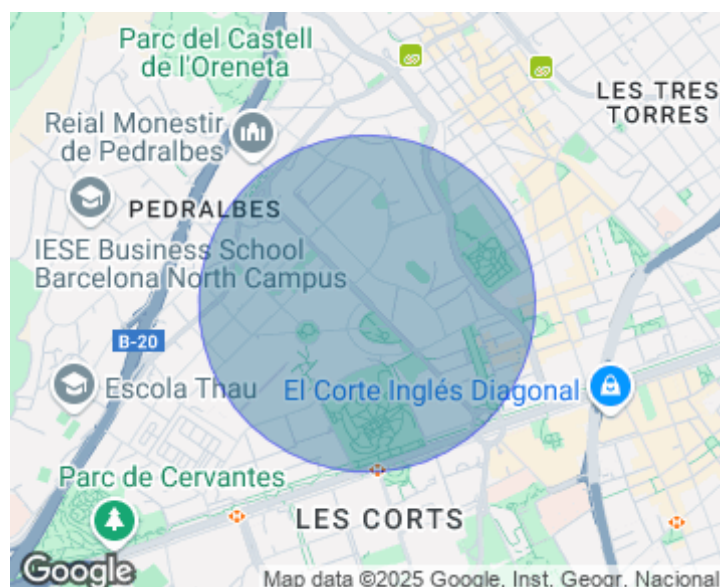 Parc del Castell
de l'Oreneta
LES TRES
TORRES
Reial Monestir
de Pedralbes
PEDRALBES
IESE Business School
Barcelona North Campus
B-20
Escola Thau
El Corte Inglés Diagonal
Parc de Cervantes
LES CORTS
Google
Map data ©2025 Google, Inst. Geogr. Nacional